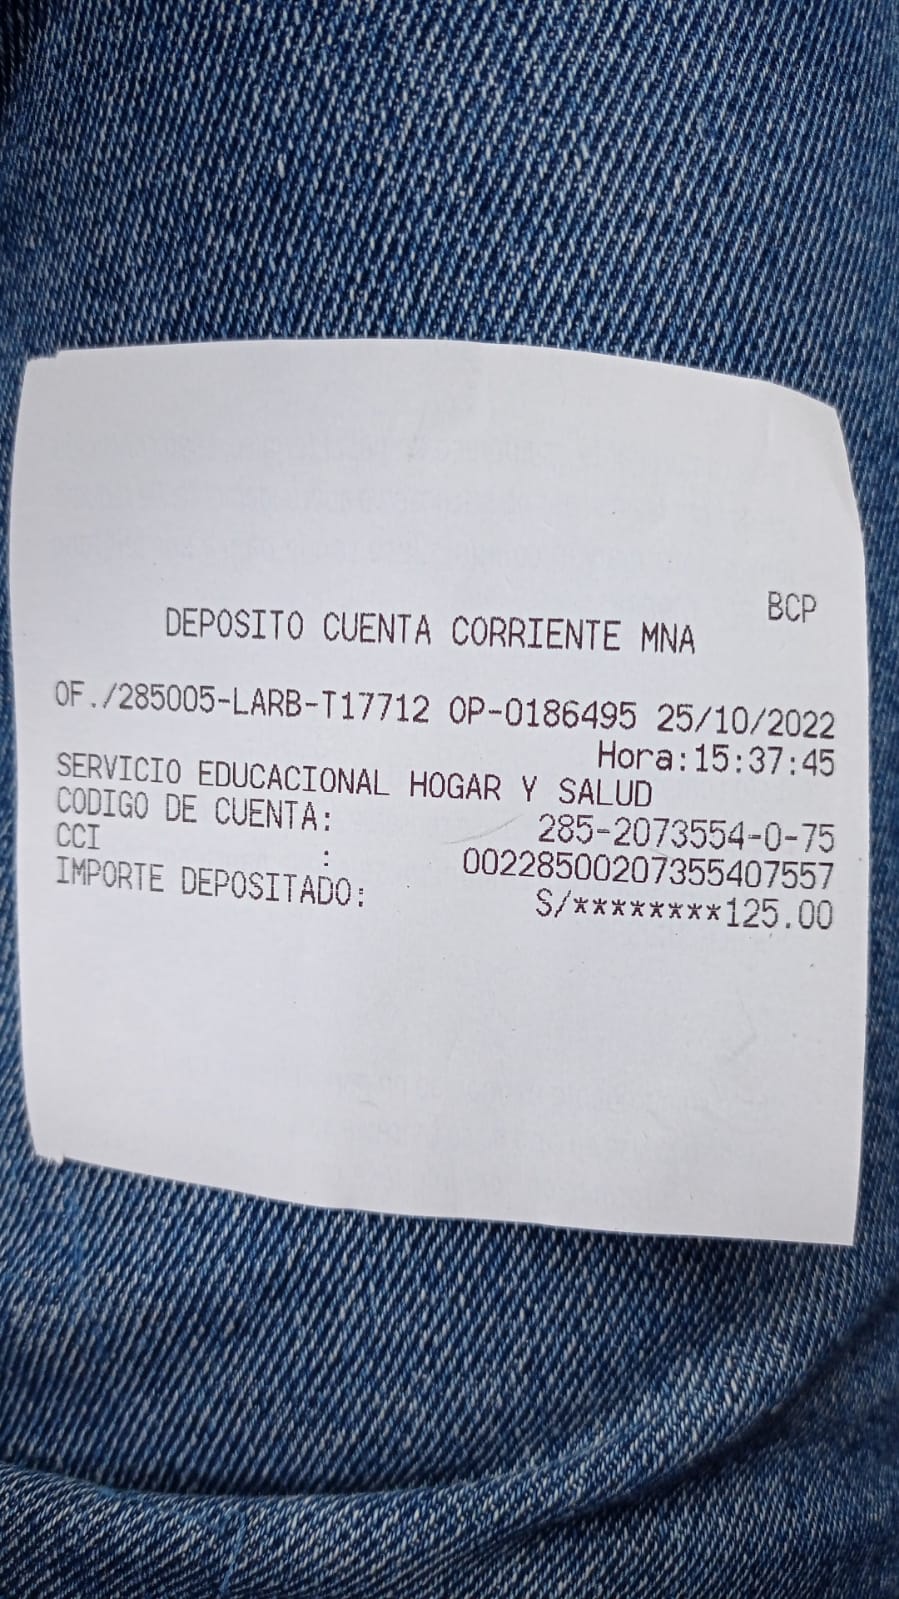 BCP
DEPOSITO CUENTA CORRIENTE MNA
OF./285005-LARB-T17712 OP-0186495 25/10/2022
Hora:15:37:45
SERVICIO EDUCACIONAL HOGAR Y SALUD
CODIGO DE CUENTA: 285-2073554-0-75
CCI : 00228500207355407557
IMPORTE DEPOSITADO: S/********125.00